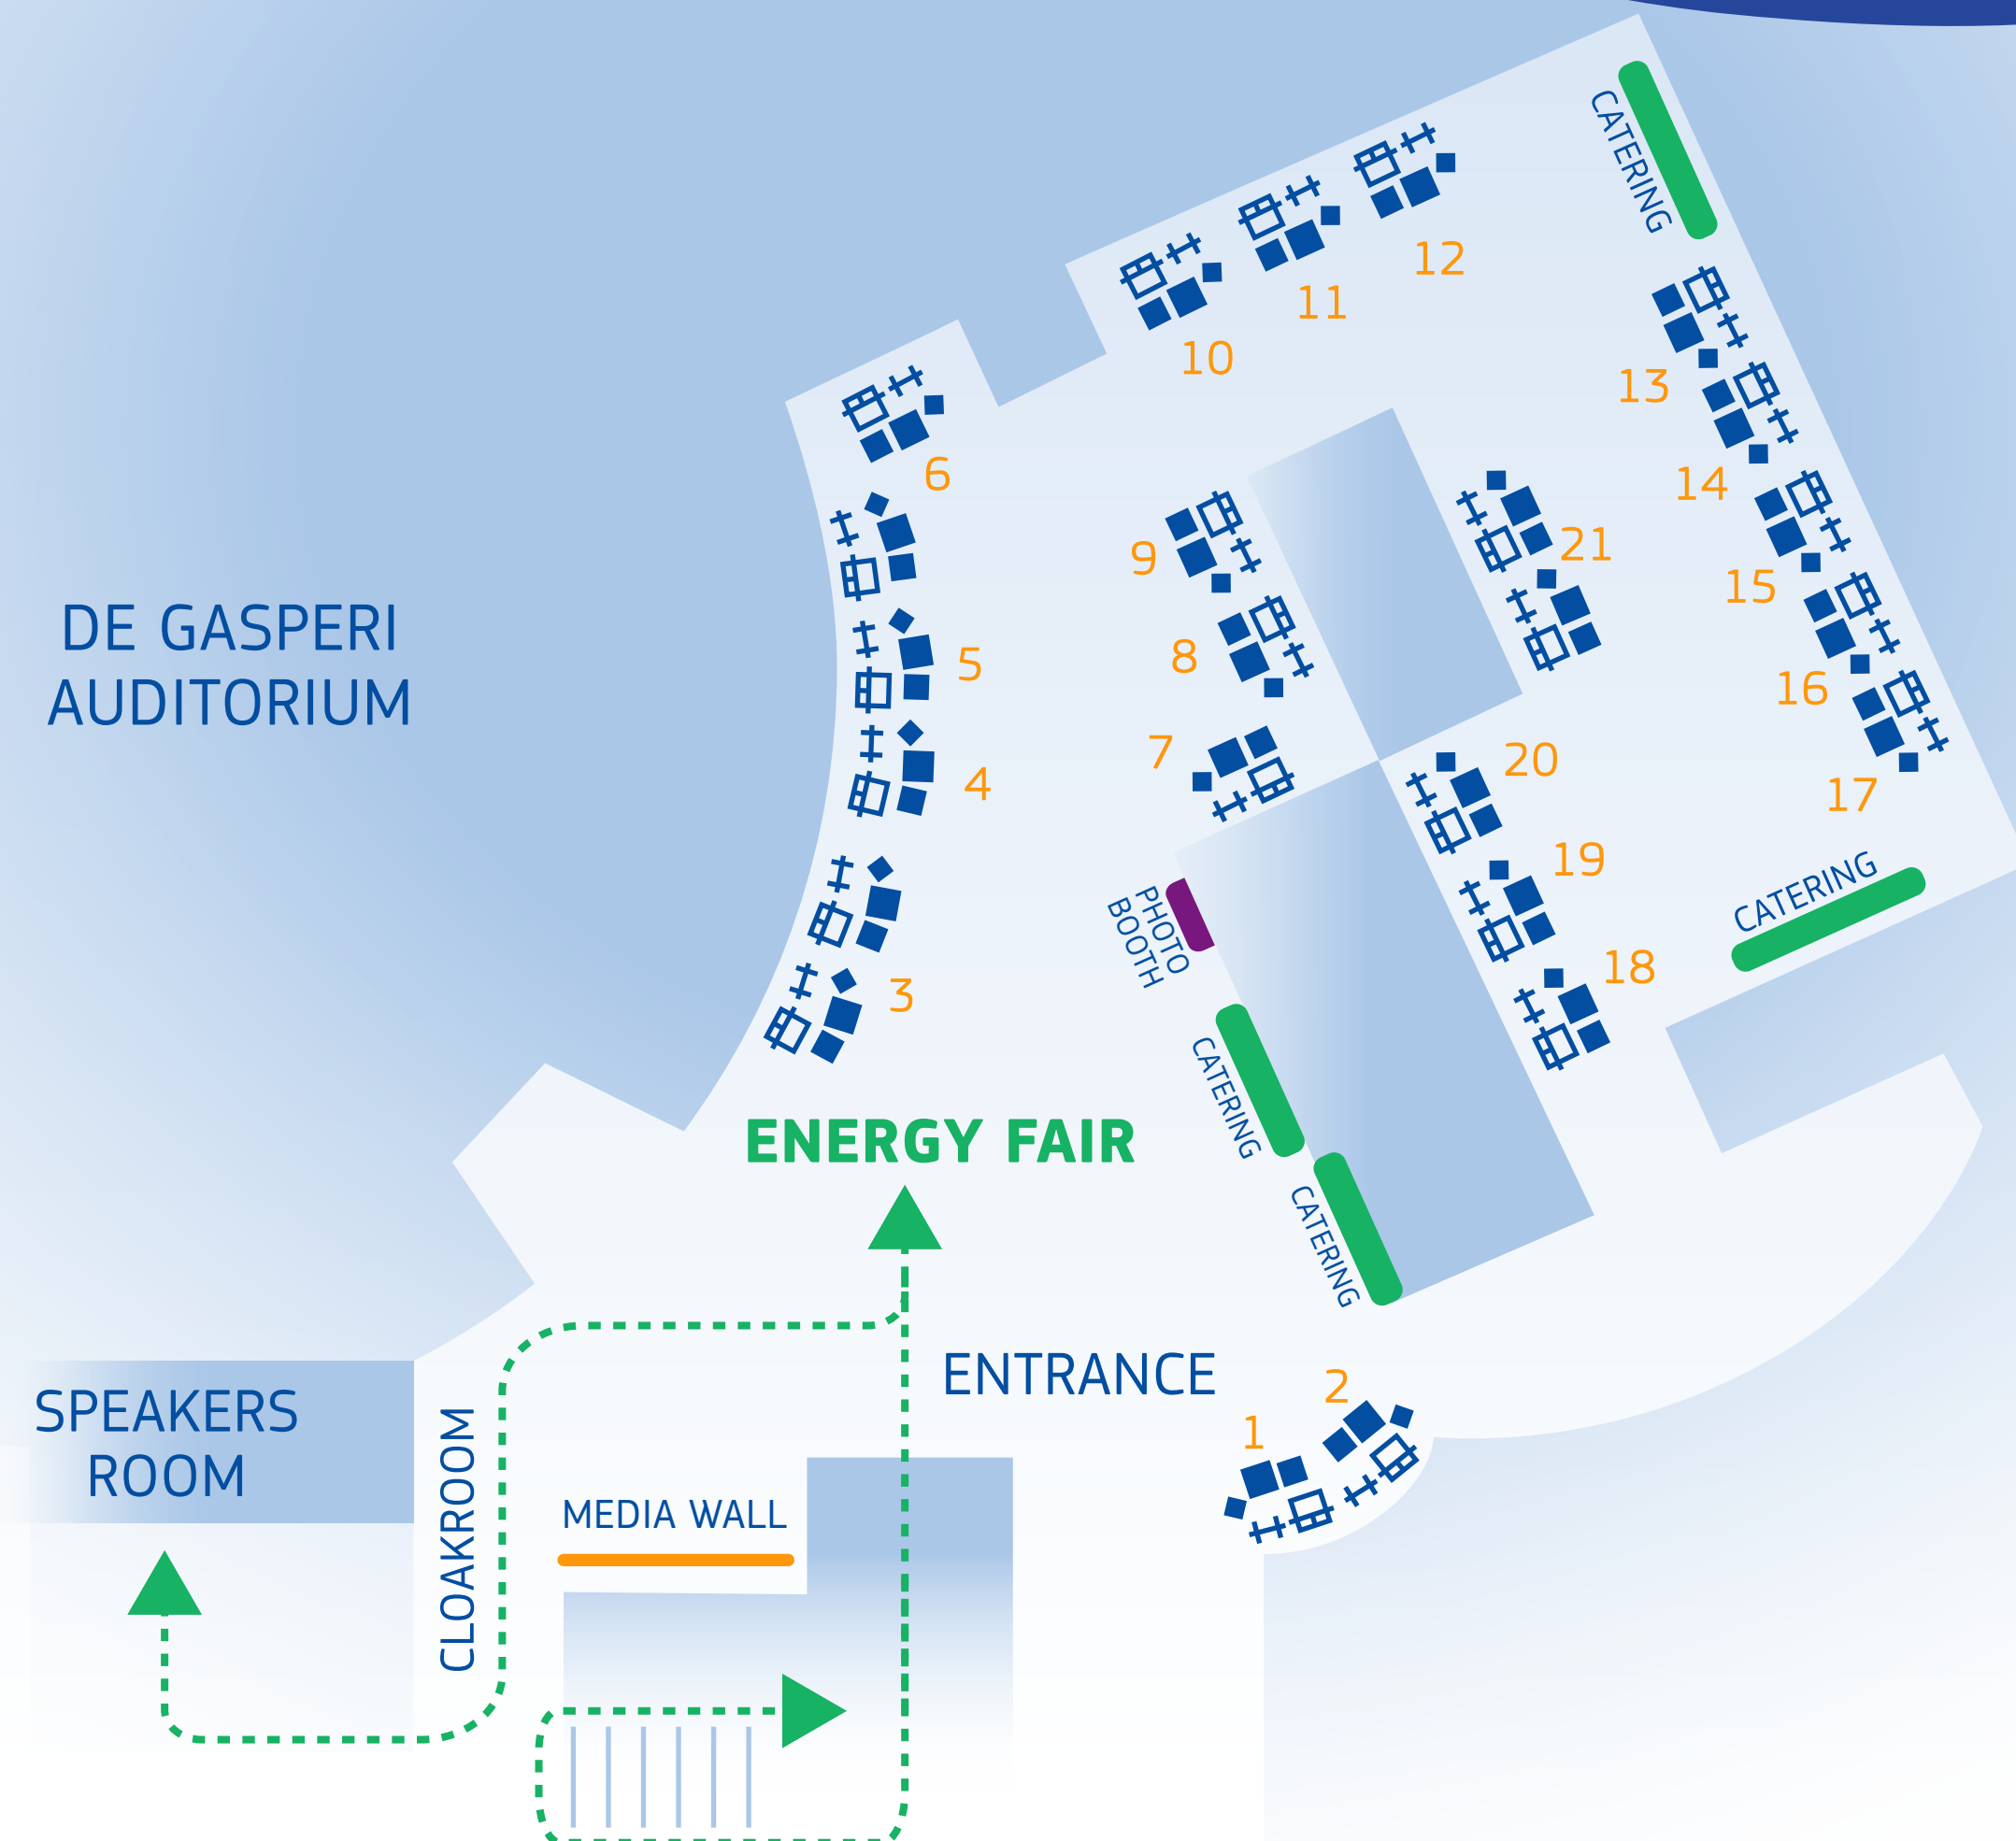 CATERING
12
11
10
13
6
14
21
9
15
DE GASPERI
AUDITORIUM
8
5
16
7
20
4
17
19
CATERING
PHOTO
BOOTH
18
3
CATERING
ENERGY FAIR
CATERING
ENTRANCE
2
1
SPEAKERS
ROOM
CLOAKROOM
MEDIA WALL